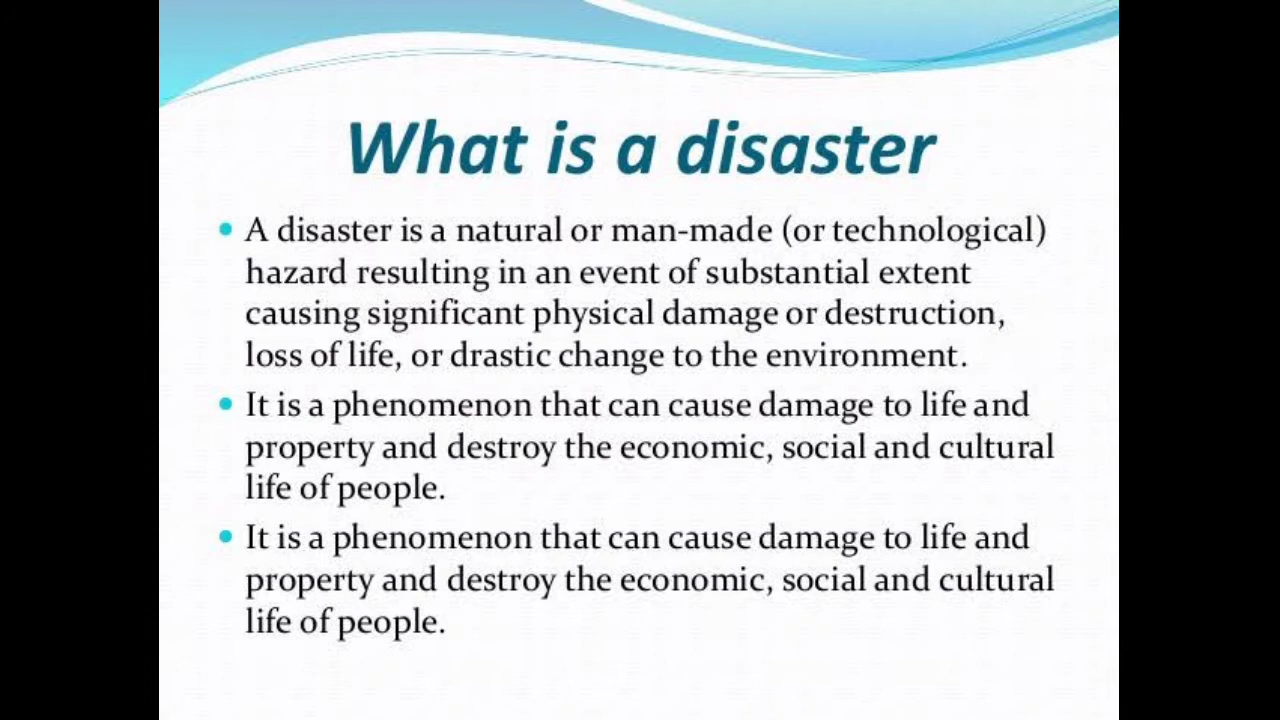 What is a disaster
• A disaster is a natural or man-made (or technological)
hazard resulting in an event of substantial extent
causing significant physical damage or destruction,
loss of life, or drastic change to the environment.
• It is a phenomenon that can cause damage to life and
property and destroy the economic, social and cultural
life of people.
• It is a phenomenon that can cause damage to life and
property and destroy the economic, social and cultural
life of people.